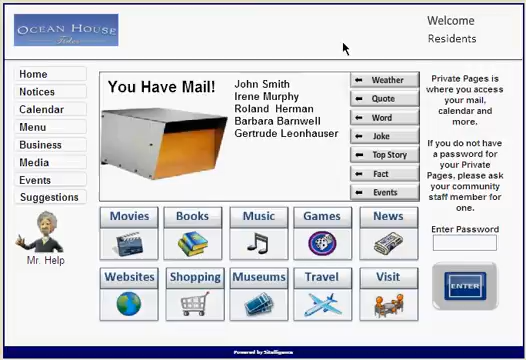 OCEAN HOUSE
Welcome
Residents
Home
Notices
Calendar
Menu
Business
Media
Events
Suggestions
Mr. Help
You Have Mail!
John Smith
Irene Murphy
Roland Herman
Barbara Barnwell
Gertrude Leonhauser
Weather
Quote
Word
Joke
Top Story
Fact
Events
Movies
Books
Music
Games
News
Websites
Shopping
Museums
Travel
Visit
Private Pages is
where you access
your mail,
calendar and
more.
If you do not
have a password
for your Private
Pages, please ask
your community
staff member for
one.
Enter Password
ENTER